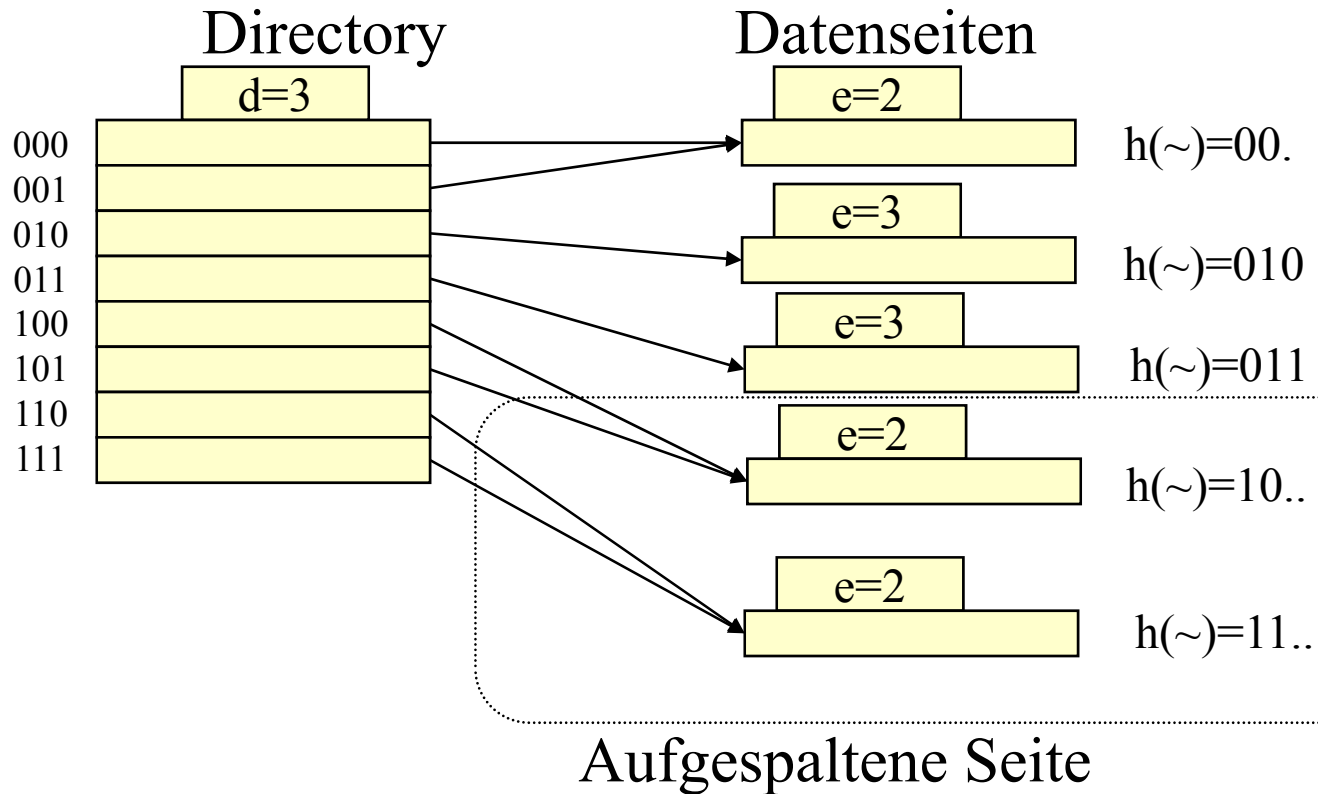 Directory
Datenseiten
d=3
e=2
000
h(~)=00.
001
e=3
010
h(~)=010
011
e=3
100
h(~)=011
101
110
e=2
111
h(~)=10..
e=2
h(~)=11..
Aufgespaltene Seite